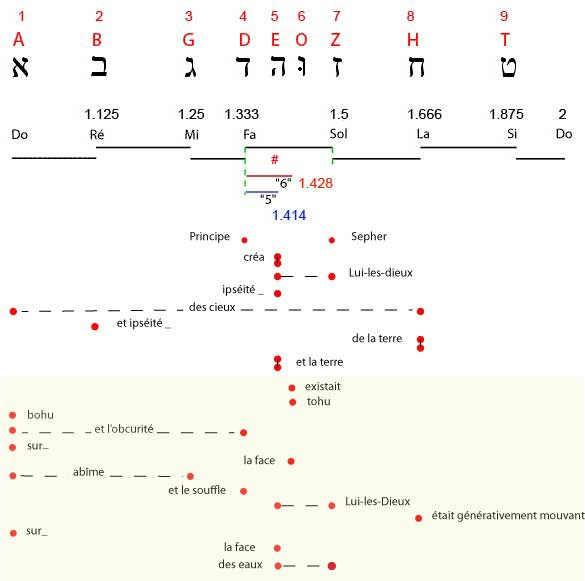 1 2 3 4 5 6 7 8 9
A B G D E O Z H T
א ב ג ד ה וּ ז ח ט
1.125 1.25 1.333 1.5 1.666 1.875 2
Do Ré Mi Fa Sol La Si Do
#
"6" 1.428
"5"
1.414
Principe Sepher
créa
Lui-les-dieux
ipséité _
des cieux
et ipséité _
de la terre
et la terre
existait
tohu
bohu
et l'obcurité
sur_
la face
abîme
et le souffle
Lui-les-Dieux
était générativement mouvant
sur_
la face
des eaux